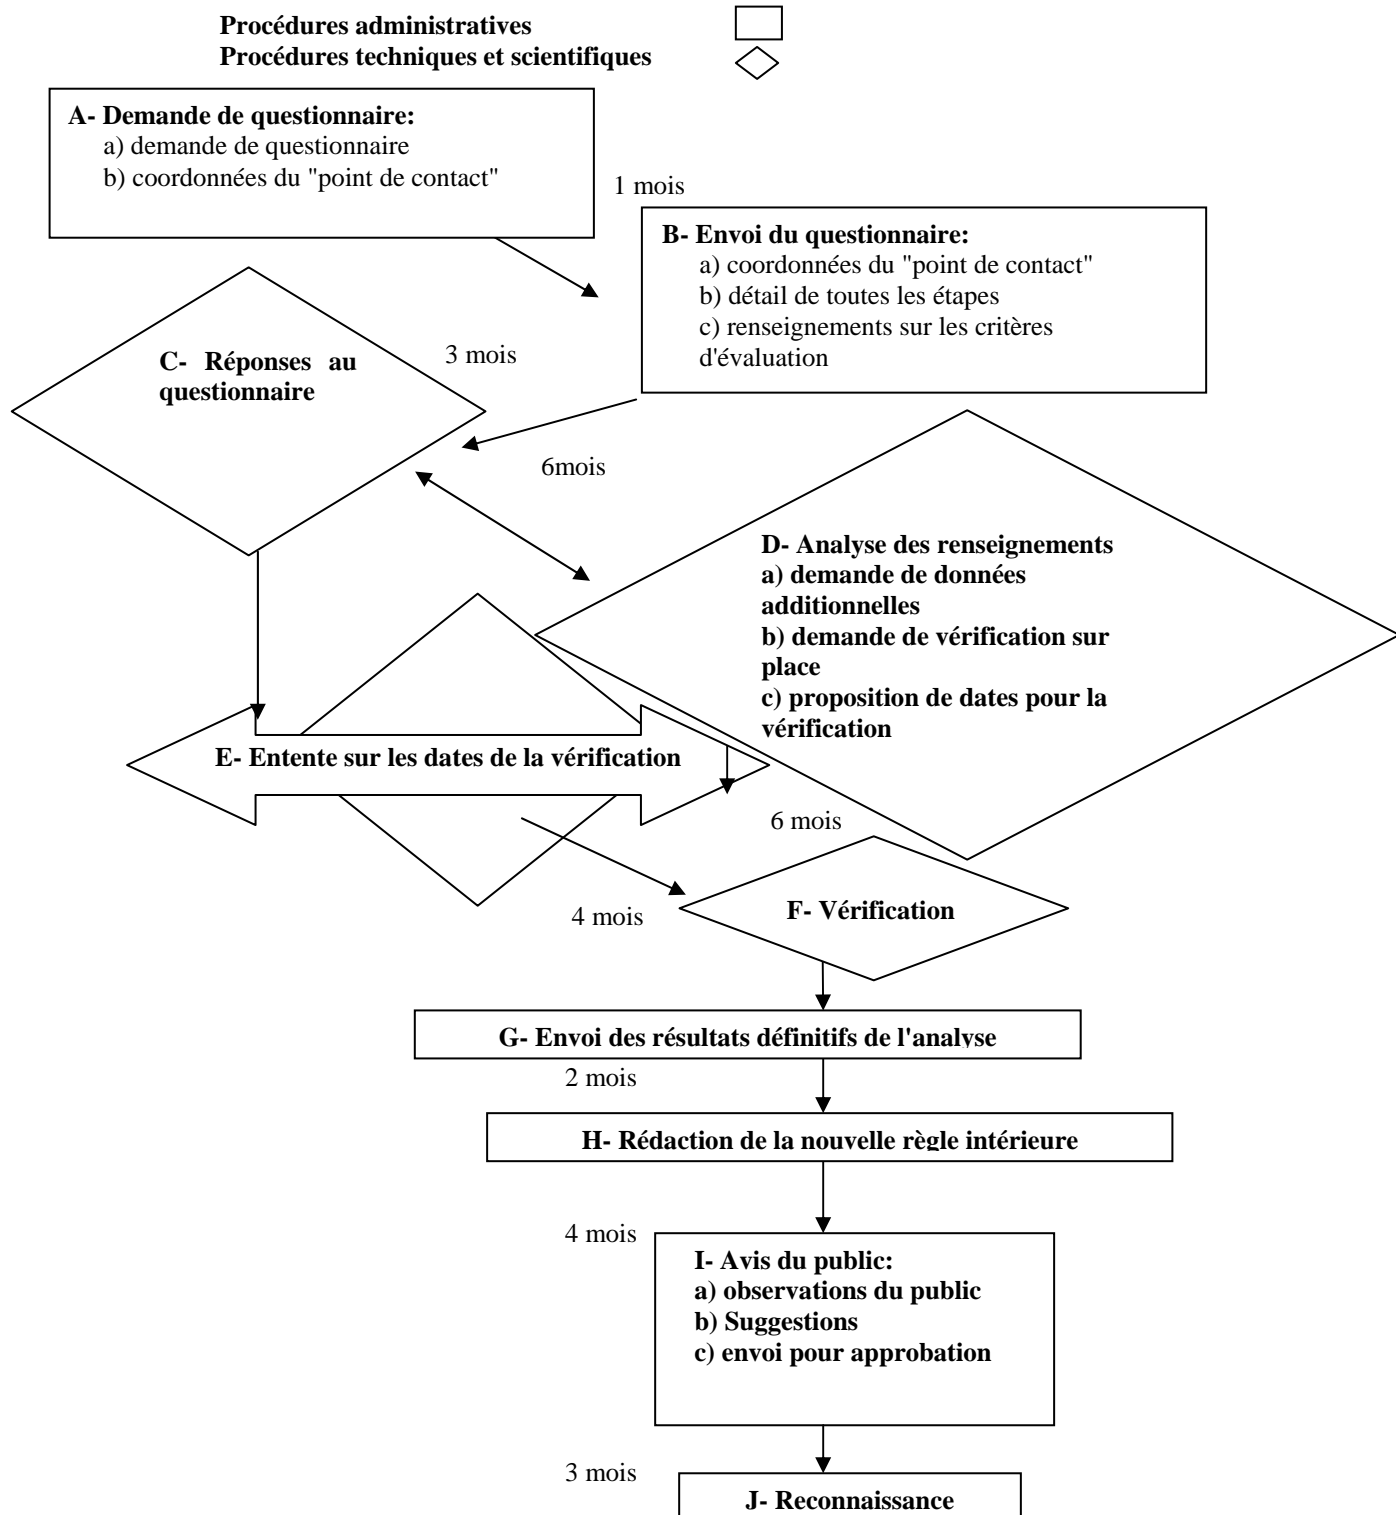 Procédures administratives
Procédures techniques et scientifiques
A- Demande de questionnaire:
a) demande de questionnaire
b) coordonnées du "point de contact"
1 mois
B- Envoi du questionnaire:
a) coordonnées du "point de contact"
b) détail de toutes les étapes
c) renseignements sur les critères
d'évaluation
C- Réponses au
questionnaire
3 mois
6mois
D- Analyse des renseignements
a) demande de données
additionnelles
b) demande de vérification sur
place
c) proposition de dates pour la
vérification
E- Entente sur les dates de la vérification
6 mois
F- Vérification
4 mois
G- Envoi des résultats définitifs de l'analyse
2 mois
H- Rédaction de la nouvelle règle intérieure
4 mois
I- Avis du public:
a) observations du public
b) Suggestions
c) envoi pour approbation
3 mois
J- Reconnaissance